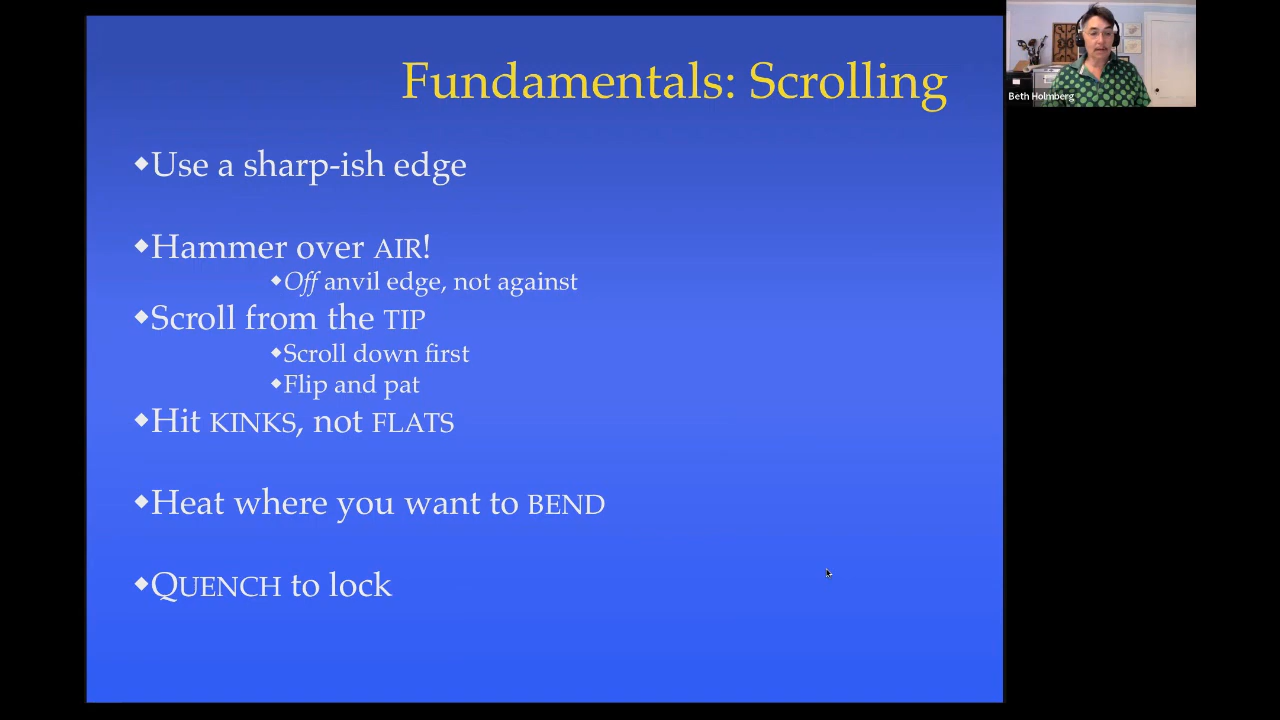 Fundamentals: Scrolling
Beth Holmberg
◆Use a sharp-ish edge
◆Hammer over AIR!
◆Off anvil edge, not against
◆Scroll from the TIP
◆Scroll down first
◆Flip and pat
◆Hit KINKS, not FLATS
◆Heat where you want to BEND
◆QUENCH to lock